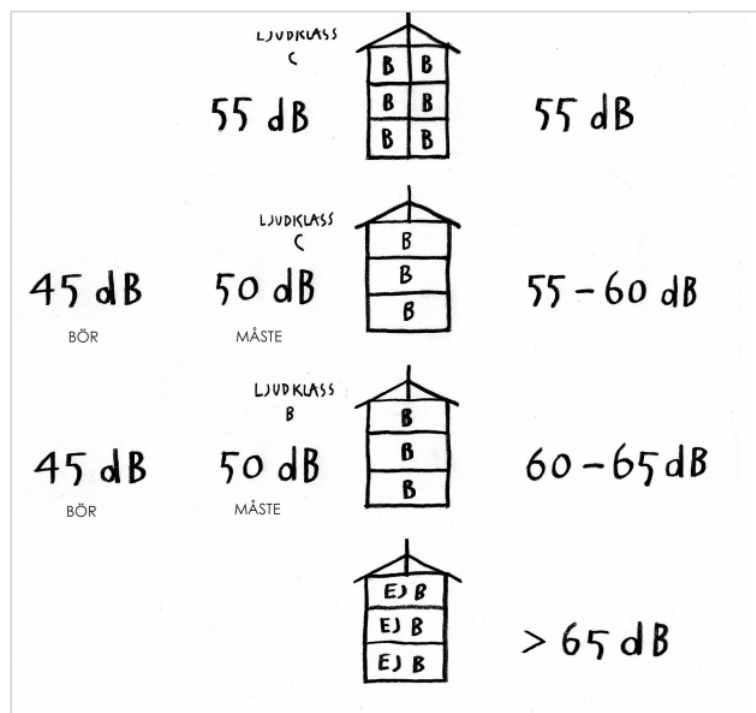 LJUDKLASS
C
B B
55 dB
B B
55 dB
B B
LJUDKLASS
C
B
45 dB
50 dB
B
55 – 60 dB
B
BÖR
MÅSTE
LJUDKLASS
B
B
45 dB
50 dB
B
60 – 65 dB
B
BÖR
MÅSTE
EJ B
EJ B
> 65 dB
EJ B